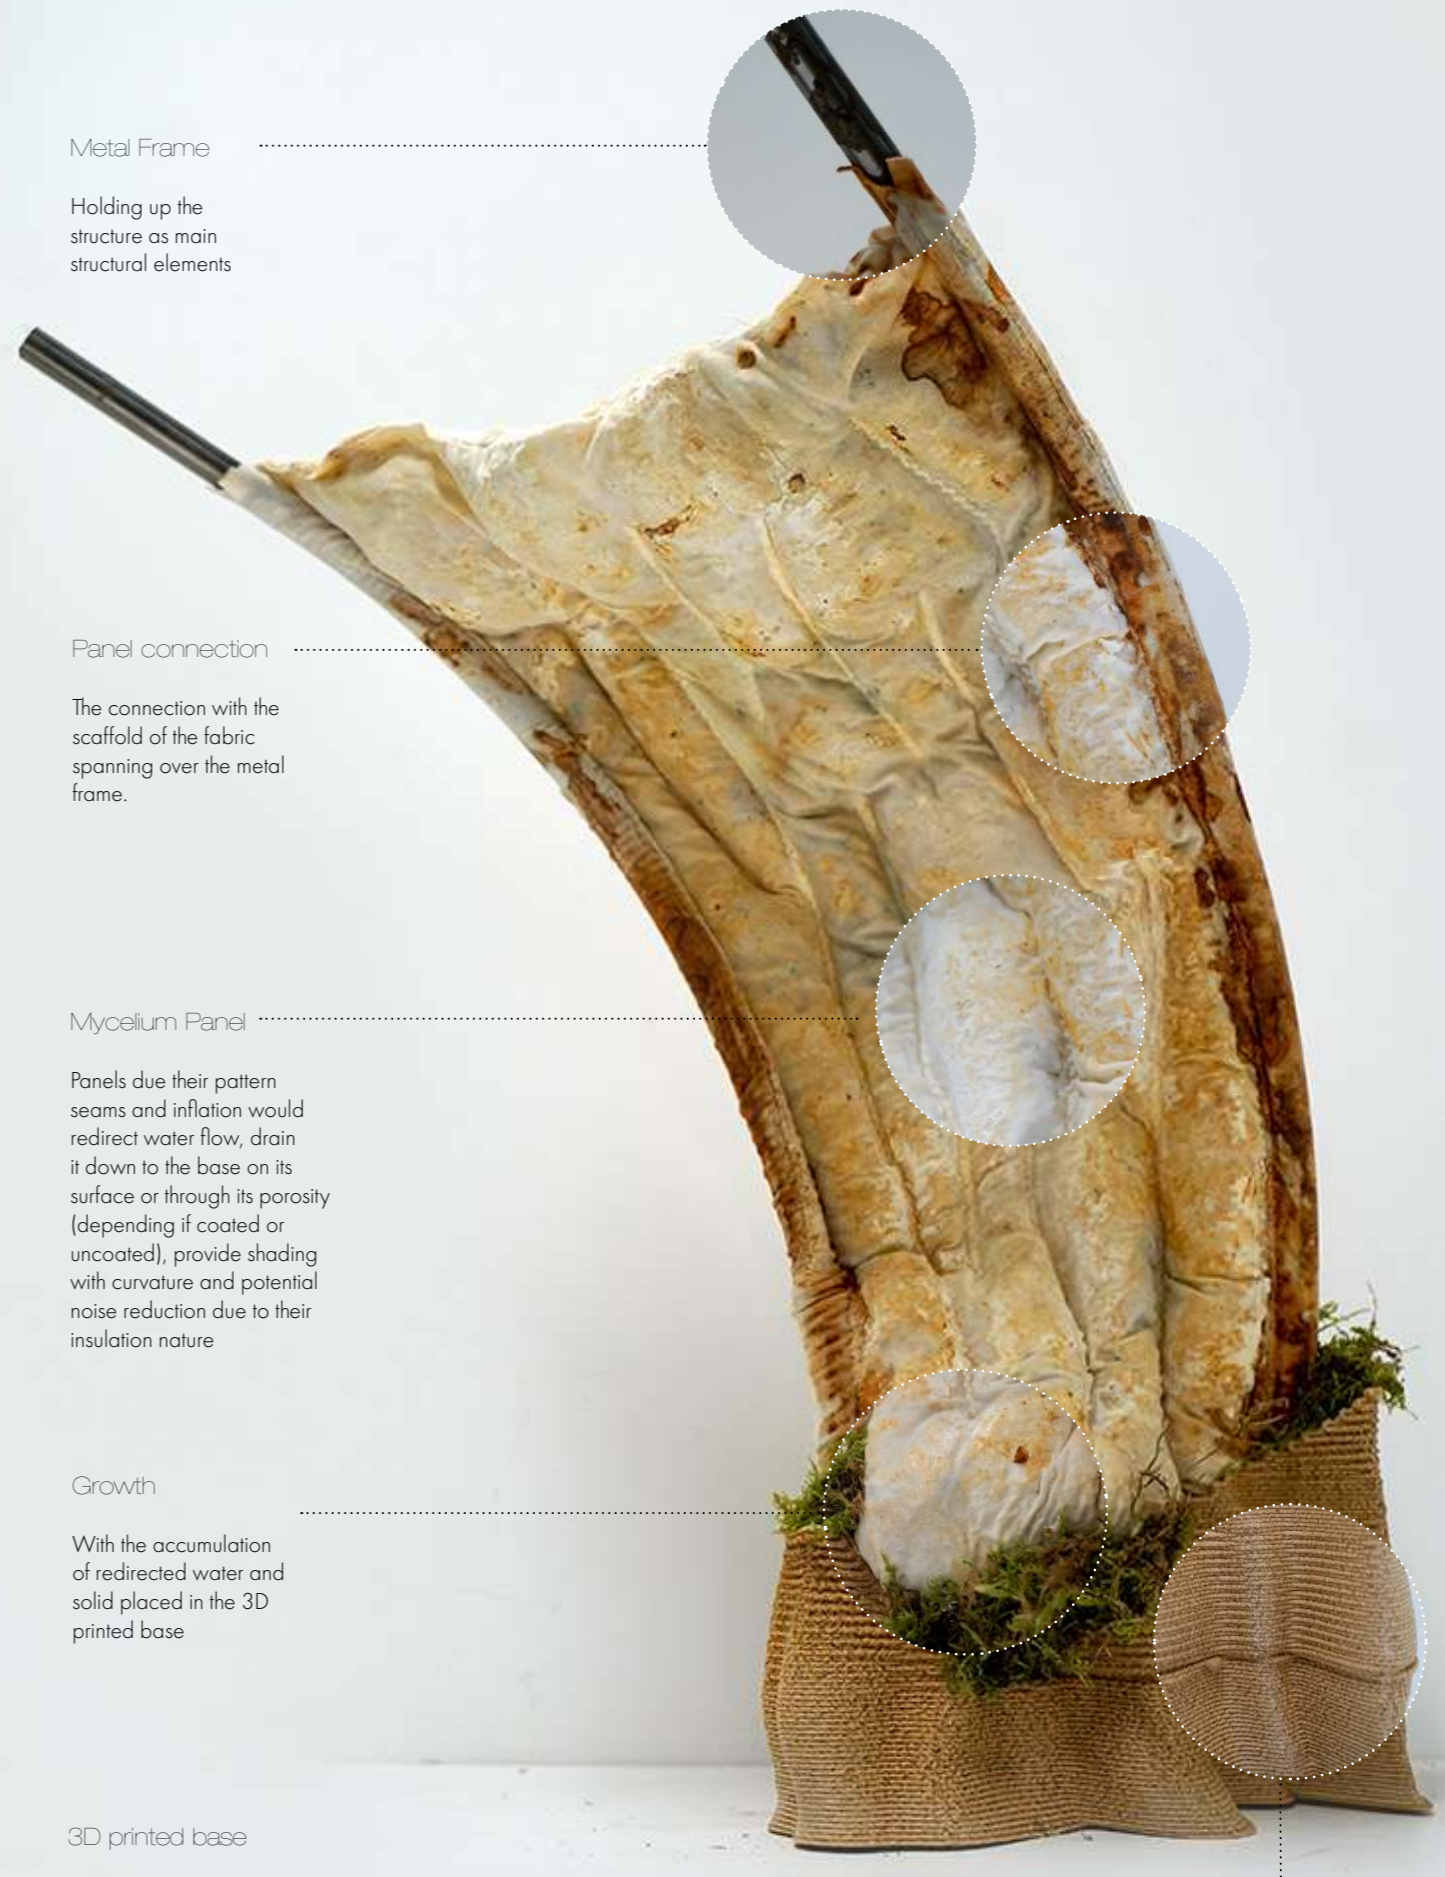 Metal Frame
Holding up the
structure as main
structural elements
Panel connection
The connection with the
scaffold of the fabric
spanning over the metal
frame.
Mycelium Panel
Panels due their pattern
seams and inflation would
redirect water flow, drain
it down to the base on its
surface or through its porosity
(depending if coated or
uncoated), provide shading
with curvature and potential
noise reduction due to their
insulation nature
Growth
With the accumulation
of redirected water and
solid placed in the 3D
printed base
3D printed base